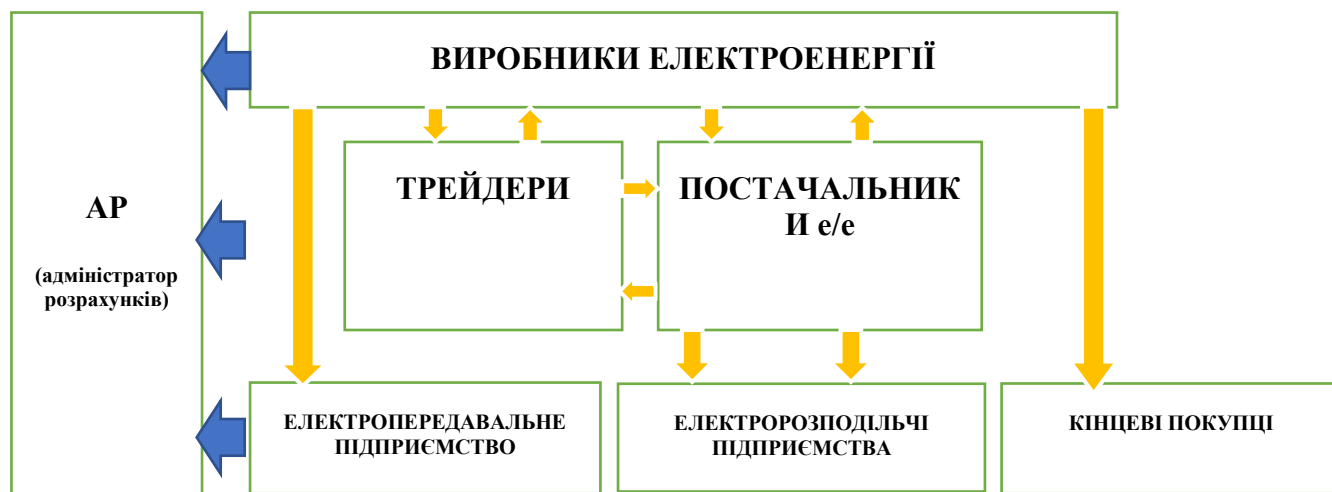 ВИРОБНИКИ ЕЛЕКТРОЕНЕРГІЇ
ТРЕЙДЕРИ
ПОСТАЧАЛЬНИК
И е/е
АР
(адміністратор
розрахунків)
ЕЛЕКТРОПЕРЕДАВАЛЬНЕ
ПІДПРИЄМСТВО
ЕЛЕКТРОРОЗПОДІЛЬЧІ
ПІДПРИЄМСТВА
КІНЦЕВІ ПОКУПЦІ